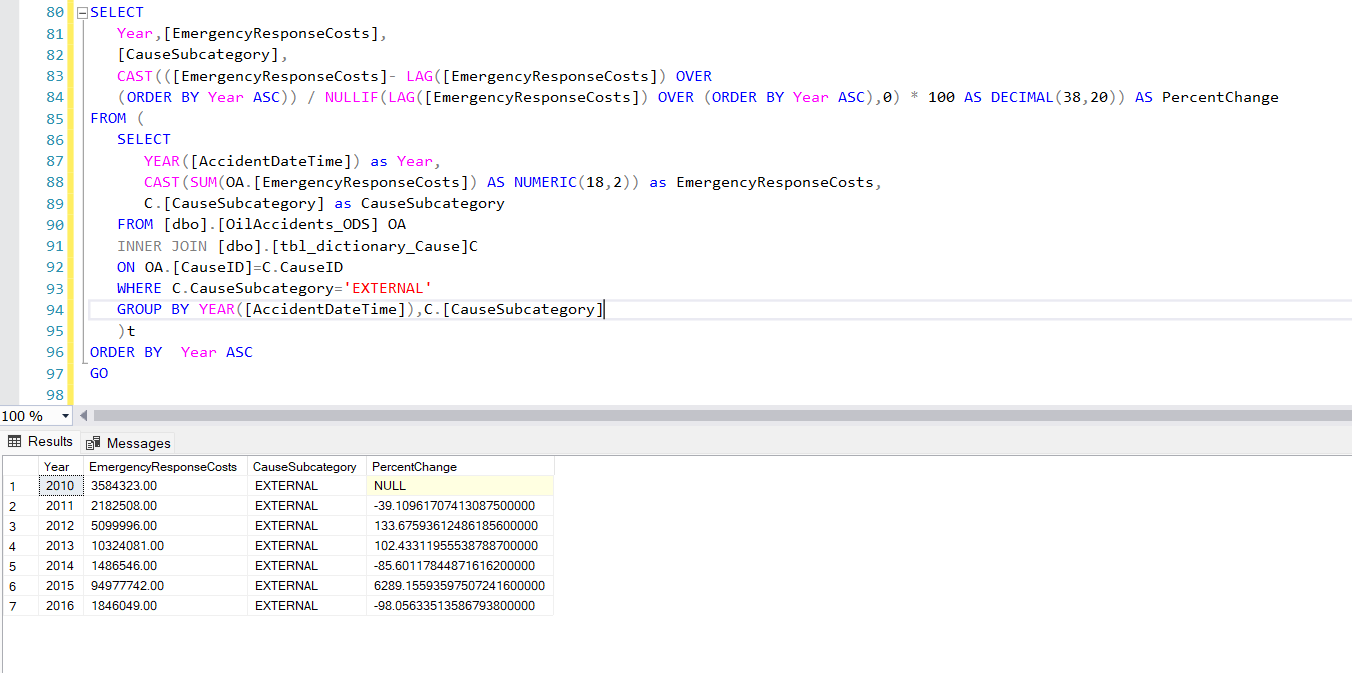 80 SELECT
81 Year,[EmergencyResponseCosts],
82 [CauseSubcategory],
83 CAST(([EmergencyResponseCosts]- LAG([EmergencyResponseCosts]) OVER
84 (ORDER BY Year ASC)) / NULLIF(LAG([EmergencyResponseCosts]) OVER (ORDER BY Year ASC),0) * 100 AS DECIMAL(38,20)) AS PercentChange
85 FROM (
86 SELECT
87 YEAR([AccidentDateTime]) as Year,
88 CAST(SUM(OA.[EmergencyResponseCosts]) AS NUMERIC(18,2)) as EmergencyResponseCosts,
89 C.[CauseSubcategory] as CauseSubcategory
90 FROM [dbo].[OilAccidents_ODS] OA
91 INNER JOIN [dbo].[tbl_dictionary_Cause]C
92 ON OA.[CauseID]=C.CauseID
93 WHERE C.CauseSubcategory='EXTERNAL'
94 GROUP BY YEAR([AccidentDateTime]),C.[CauseSubcategory]
95 )t
96 ORDER BY Year ASC
97 GO
98
100 %
Results Messages
Year EmergencyResponseCosts CauseSubcategory PercentChange
1 2010 3584323.00 EXTERNAL NULL
2 2011 2182508.00 EXTERNAL -39.10961707413087500000
3 2012 5099996.00 EXTERNAL 133.67593612486185600000
4 2013 10324081.00 EXTERNAL 102.43311955538788700000
5 2014 1486546.00 EXTERNAL -85.60117844871616200000
6 2015 94977742.00 EXTERNAL 6289.15593597507241600000
7 2016 1846049.00 EXTERNAL -98.05633513586793800000